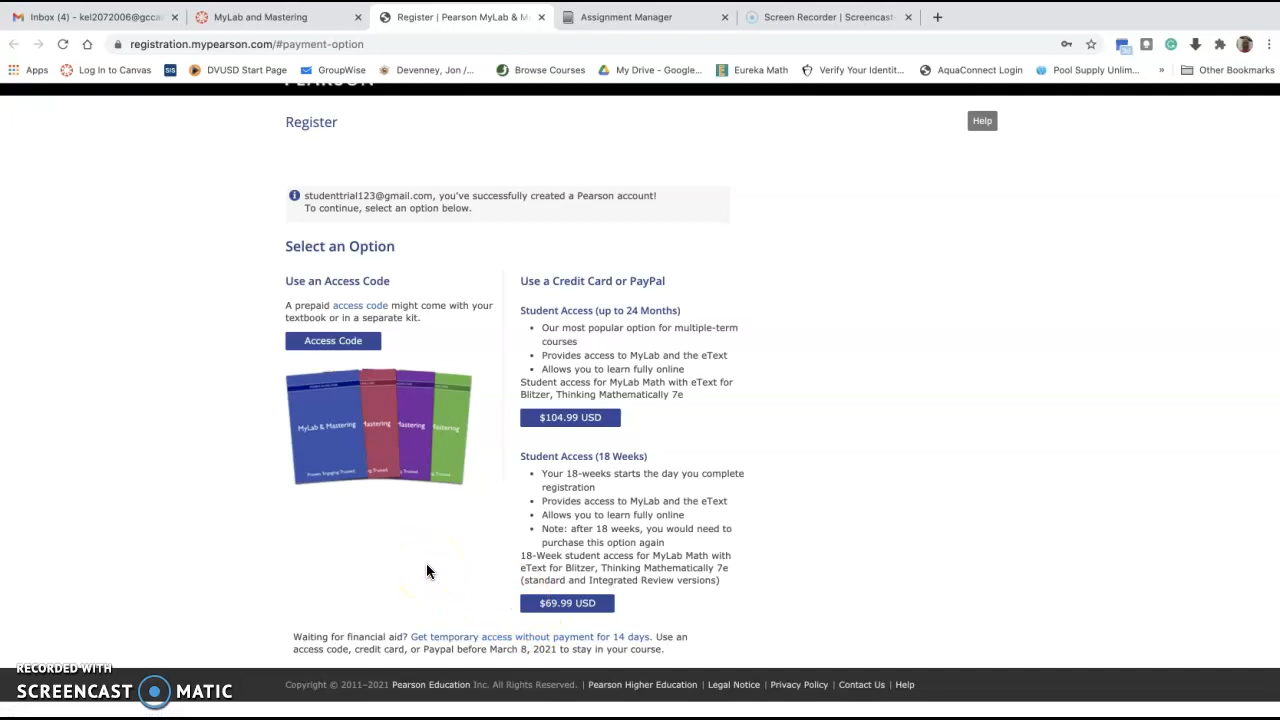 Inbox (4) - kel2072006@gcca
MyLab and Mastering
Register | Pearson MyLab & M
Assignment Manager
Screen Recorder | Screencast
registration.mypearson.com/#payment-option
Apps
Log In to Canvas
SIS
DVUSD Start Page
GroupWise
Devenney, Jon /...
Browse Courses
My Drive - Google...
Eureka Math
Verify Your Identit...
AquaConnect Login
Pool Supply Unlim...
»
Other Bookmarks
PEARSON
Register
Help
studenttrial123@gmail.com, you've successfully created a Pearson account!
To continue, select an option below.
Select an Option
Use an Access Code
A prepaid access code might come with your
textbook or in a separate kit.
Access Code
MyLab & Mastering
Mastering
Mastering
Mastering
Use a Credit Card or PayPal
Student Access (up to 24 Months)
• Our most popular option for multiple-term
courses
• Provides access to MyLab and the eText
• Allows you to learn fully online
Student access for MyLab Math with eText for
Blitzer, Thinking Mathematically 7e
$104.99 USD
Student Access (18 Weeks)
• Your 18-weeks starts the day you complete
registration
• Provides access to MyLab and the eText
• Allows you to learn fully online
• Note: after 18 weeks, you would need to
purchase this option again
18-Week student access for MyLab Math with
eText for Blitzer, Thinking Mathematically 7e
(standard and Integrated Review versions)
$69.99 USD
Waiting for financial aid? Get temporary access without payment for 14 days. Use an
access code, credit card, or Paypal before March 8, 2021 to stay in your course.
Copyright © 2011–2021 Pearson Education Inc. All Rights Reserved. | Pearson Higher Education | Legal Notice | Privacy Policy | Contact Us | Help
RECORDED WITH
SCREENCAST MATIC